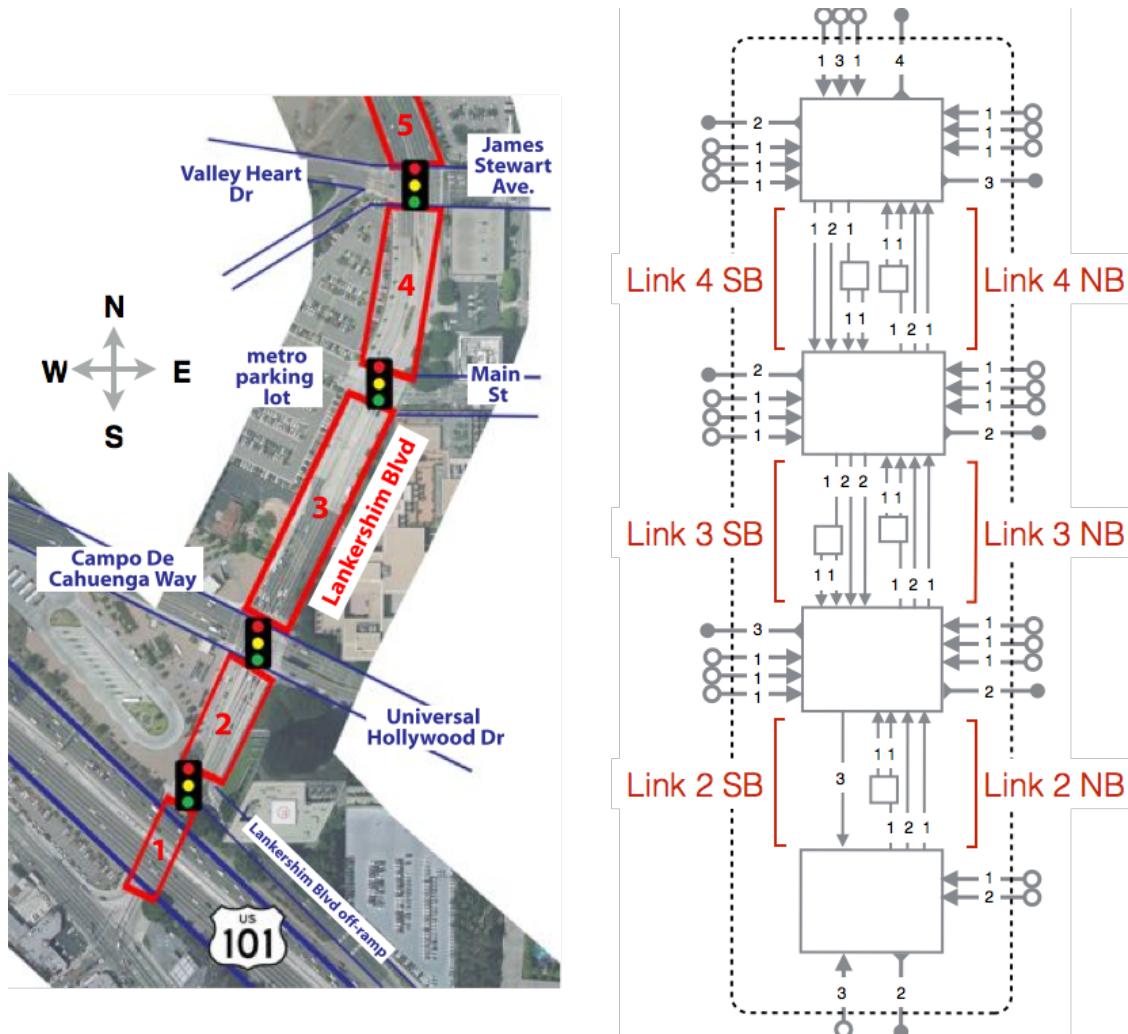 5
James
Stewart
Ave.
Valley Heart
Dr
4
N
W E
S
metro
parking
lot
Main
St
3
Lankershim Blvd
Campo De
Cahuenga Way
2
Universal
Hollywood Dr
1
Lankershim Blvd off-ramp
US
101
1 3 1 4
2 1
1 1
1 1
1 3
1 2 1 1 1
Link 4 SB Link 4 NB
1 1 1 2 1
2 1
1 1
1 1
1 2
1 2 2 1 1
Link 3 SB Link 3 NB
1 1 1 2 1
3 1
1 1
1 1
1 2
1 1
Link 2 SB 3 Link 2 NB
1 2 1
1
2
3 2